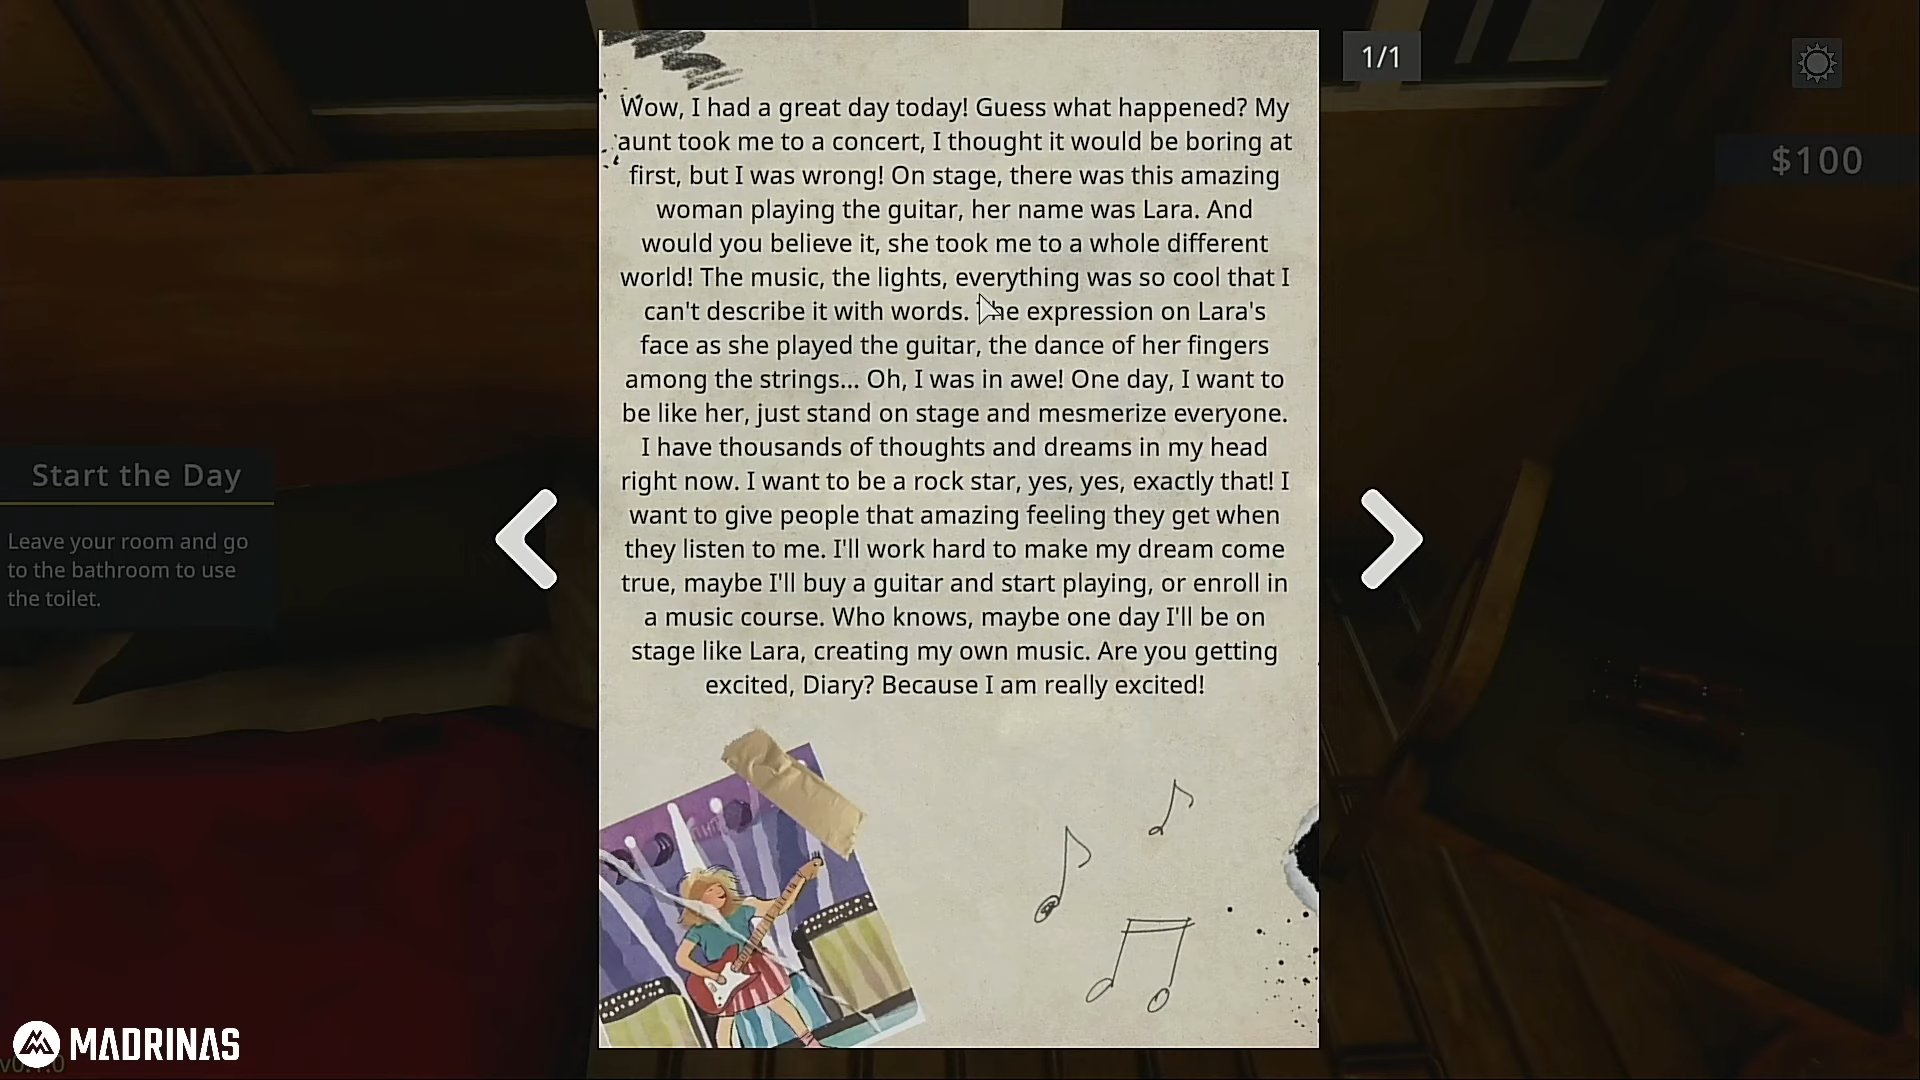 1/1
$100
Wow, I had a great day today! Guess what happened? My
aunt took me to a concert, I thought it would be boring at
first, but I was wrong! On stage, there was this amazing
woman playing the guitar, her name was Lara. And
would you believe it, she took me to a whole different
world! The music, the lights, everything was so cool that I
can't describe it with words. The expression on Lara's
face as she played the guitar, the dance of her fingers
among the strings... Oh, I was in awe! One day, I want to
be like her, just stand on stage and mesmerize everyone.
I have thousands of thoughts and dreams in my head
right now. I want to be a rock star, yes, yes, exactly that! I
want to give people that amazing feeling they get when
they listen to me. I'll work hard to make my dream come
true, maybe I'll buy a guitar and start playing, or enroll in
a music course. Who knows, maybe one day I'll be on
stage like Lara, creating my own music. Are you getting
excited, Diary? Because I am really excited!
Start the Day
Leave your room and go
to the bathroom to use
the toilet.
MADRINAS